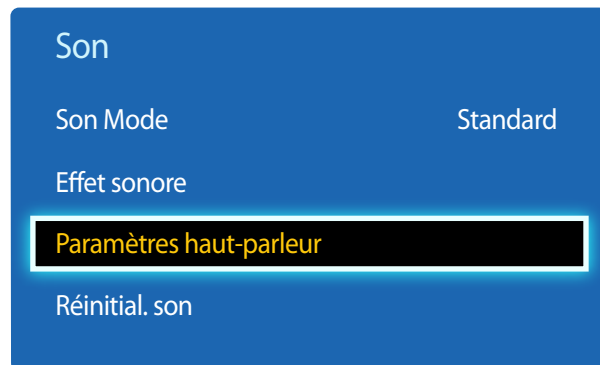 Son
Son Mode Standard
Effet sonore
Paramètres haut-parleur
Réinitial. son